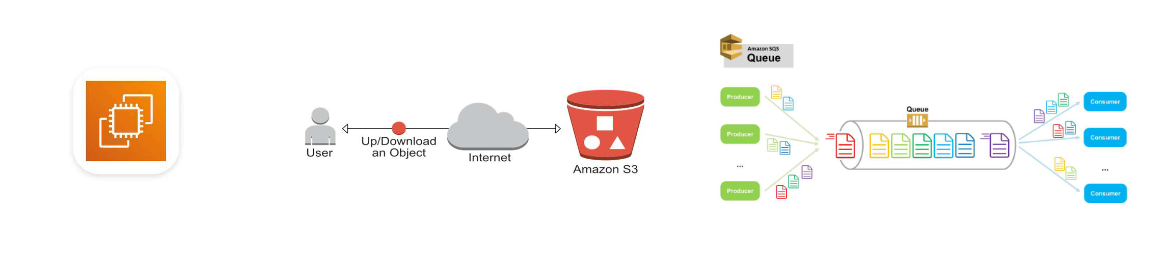 User
Up/Download
an Object
Internet
Amazon S3
Amazon SQS
Queue
Producer
Producer
...
Producer
Queue
Consumer
Consumer
...
Consumer